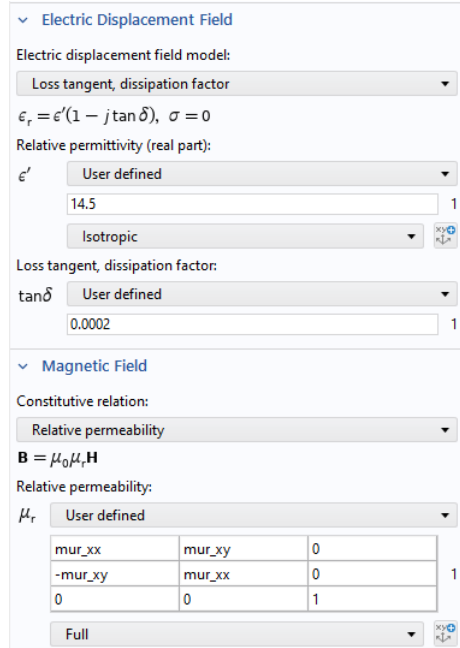 Electric Displacement Field
Electric displacement field model:
Loss tangent, dissipation factor
ϵᵣ = ϵ′(1 − j tan δ), σ = 0
Relative permittivity (real part):
ϵ′ User defined
14.5 1
Isotropic
Loss tangent, dissipation factor:
tanδ User defined
0.0002 1
Magnetic Field
Constitutive relation:
Relative permeability
B = μ₀μᵣH
Relative permeability:
μᵣ User defined
mur_xx mur_xy 0
-mur_xy mur_xx 0 1
0 0 1
Full